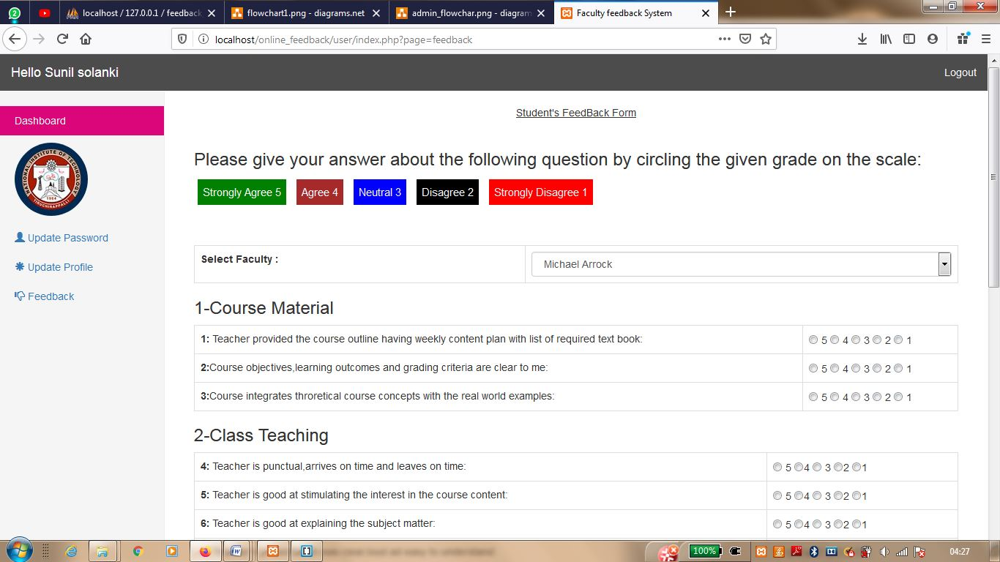 2
localhost / 127.0.0.1 / feedback
flowchart1.png - diagrams.net
admin_flowchar.png - diagram
Faculty feedback System
localhost/online_feedback/user/index.php?page=feedback
Hello Sunil solanki
Logout
Dashboard
NATIONAL INSTITUTE OF TECHNOLOGY
1964
TIRUCHIRAPPALLI
Update Password
Update Profile
Feedback
Student's FeedBack Form
Please give your answer about the following question by circling the given grade on the scale:
Strongly Agree 5 Agree 4 Neutral 3 Disagree 2 Strongly Disagree 1
Select Faculty : Michael Arrock
1-Course Material
1: Teacher provided the course outline having weekly content plan with list of required text book: 5 4 3 2 1
2:Course objectives,learning outcomes and grading criteria are clear to me: 5 4 3 2 1
3:Course integrates throretical course concepts with the real world examples: 5 4 3 2 1
2-Class Teaching
4: Teacher is punctual,arrives on time and leaves on time: 5 4 3 2 1
5: Teacher is good at stimulating the interest in the course content: 5 4 3 2 1
6: Teacher is good at explaining the subject matter: 5 4 3 2 1
100%
04:27